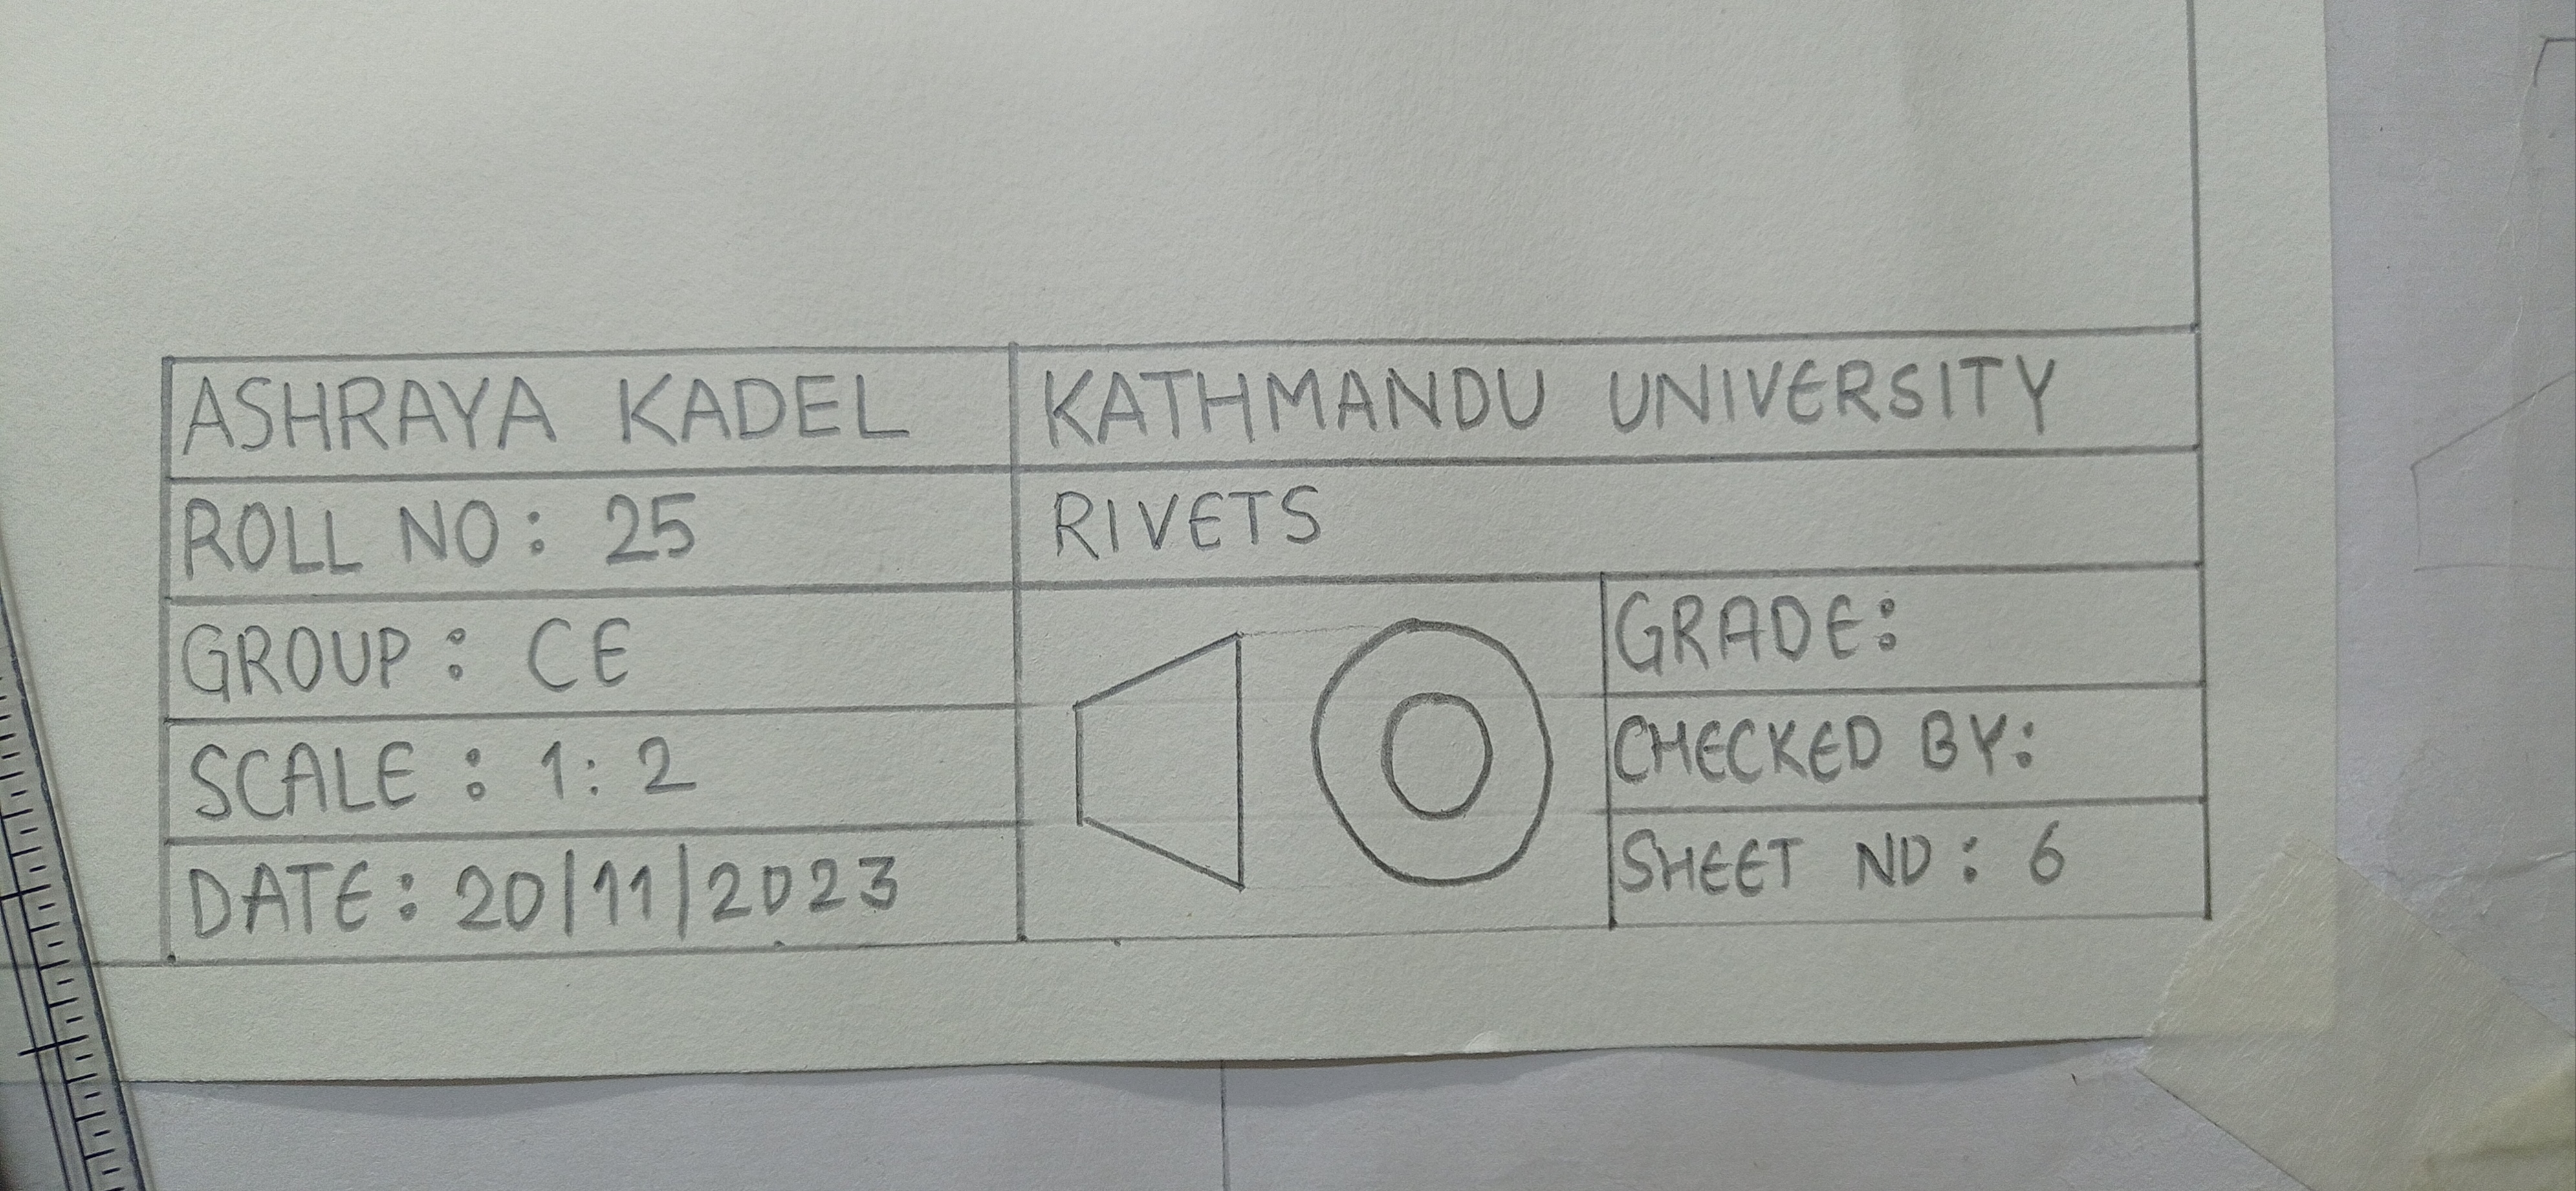 ASHRAYA KADEL
KATHMANDU UNIVERSITY
ROLL NO: 25
RIVETS
GROUP: CE
SCALE: 1:2
DATE: 20/11/2023
GRADE:
CHECKED BY:
SHEET NO: 6